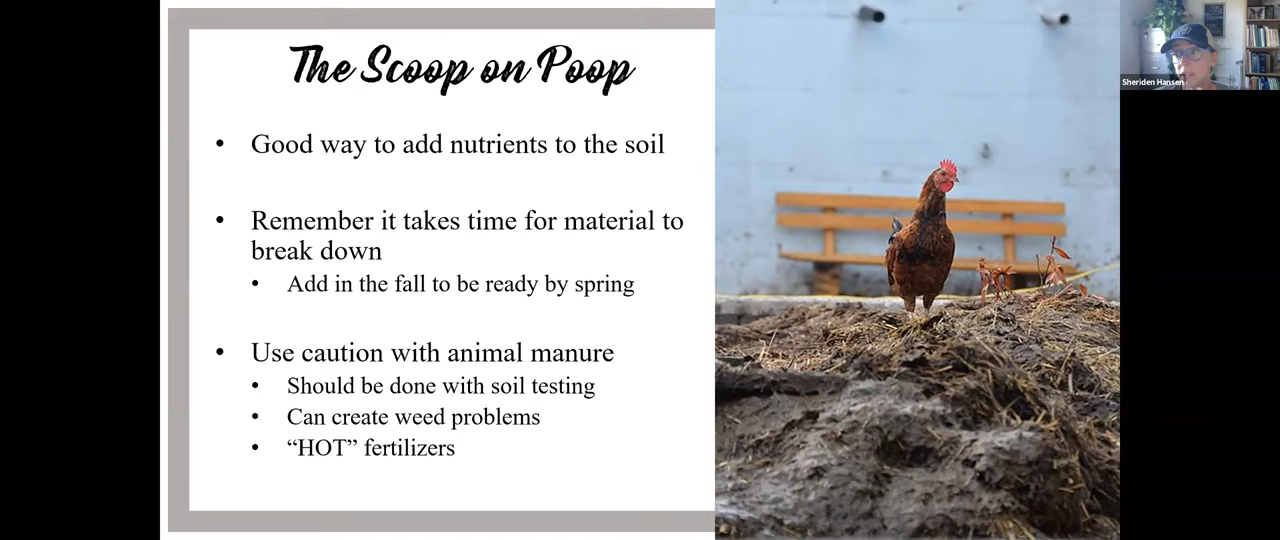 The Scoop on Poop
• Good way to add nutrients to the soil
• Remember it takes time for material to
break down
• Add in the fall to be ready by spring
• Use caution with animal manure
• Should be done with soil testing
• Can create weed problems
• “HOT” fertilizers
Sheriden Hansen